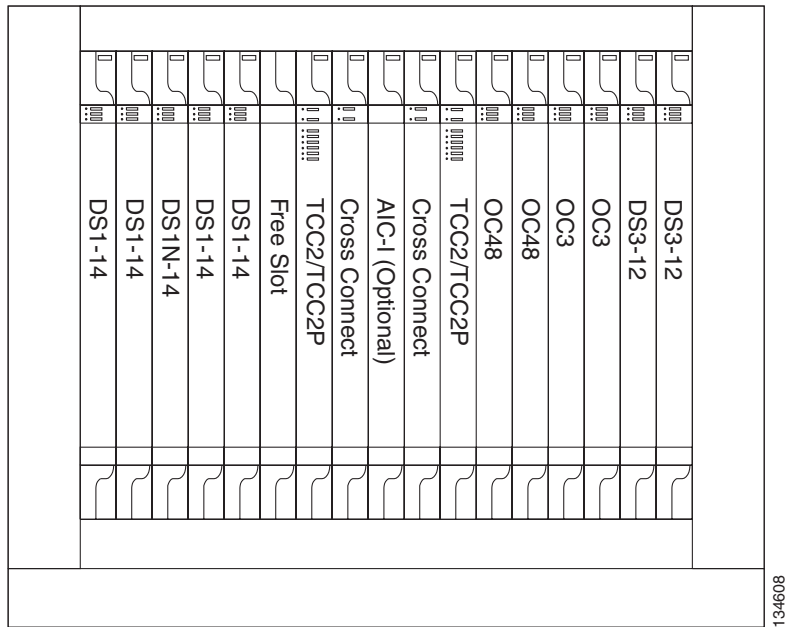 DS1-14
DS1-14
DS1N-14
DS1-14
DS1-14
Free Slot
TCC2/TCC2P
Cross Connect
AIC-I (Optional)
Cross Connect
TCC2/TCC2P
OC48
OC48
OC3
OC3
DS3-12
DS3-12
134608